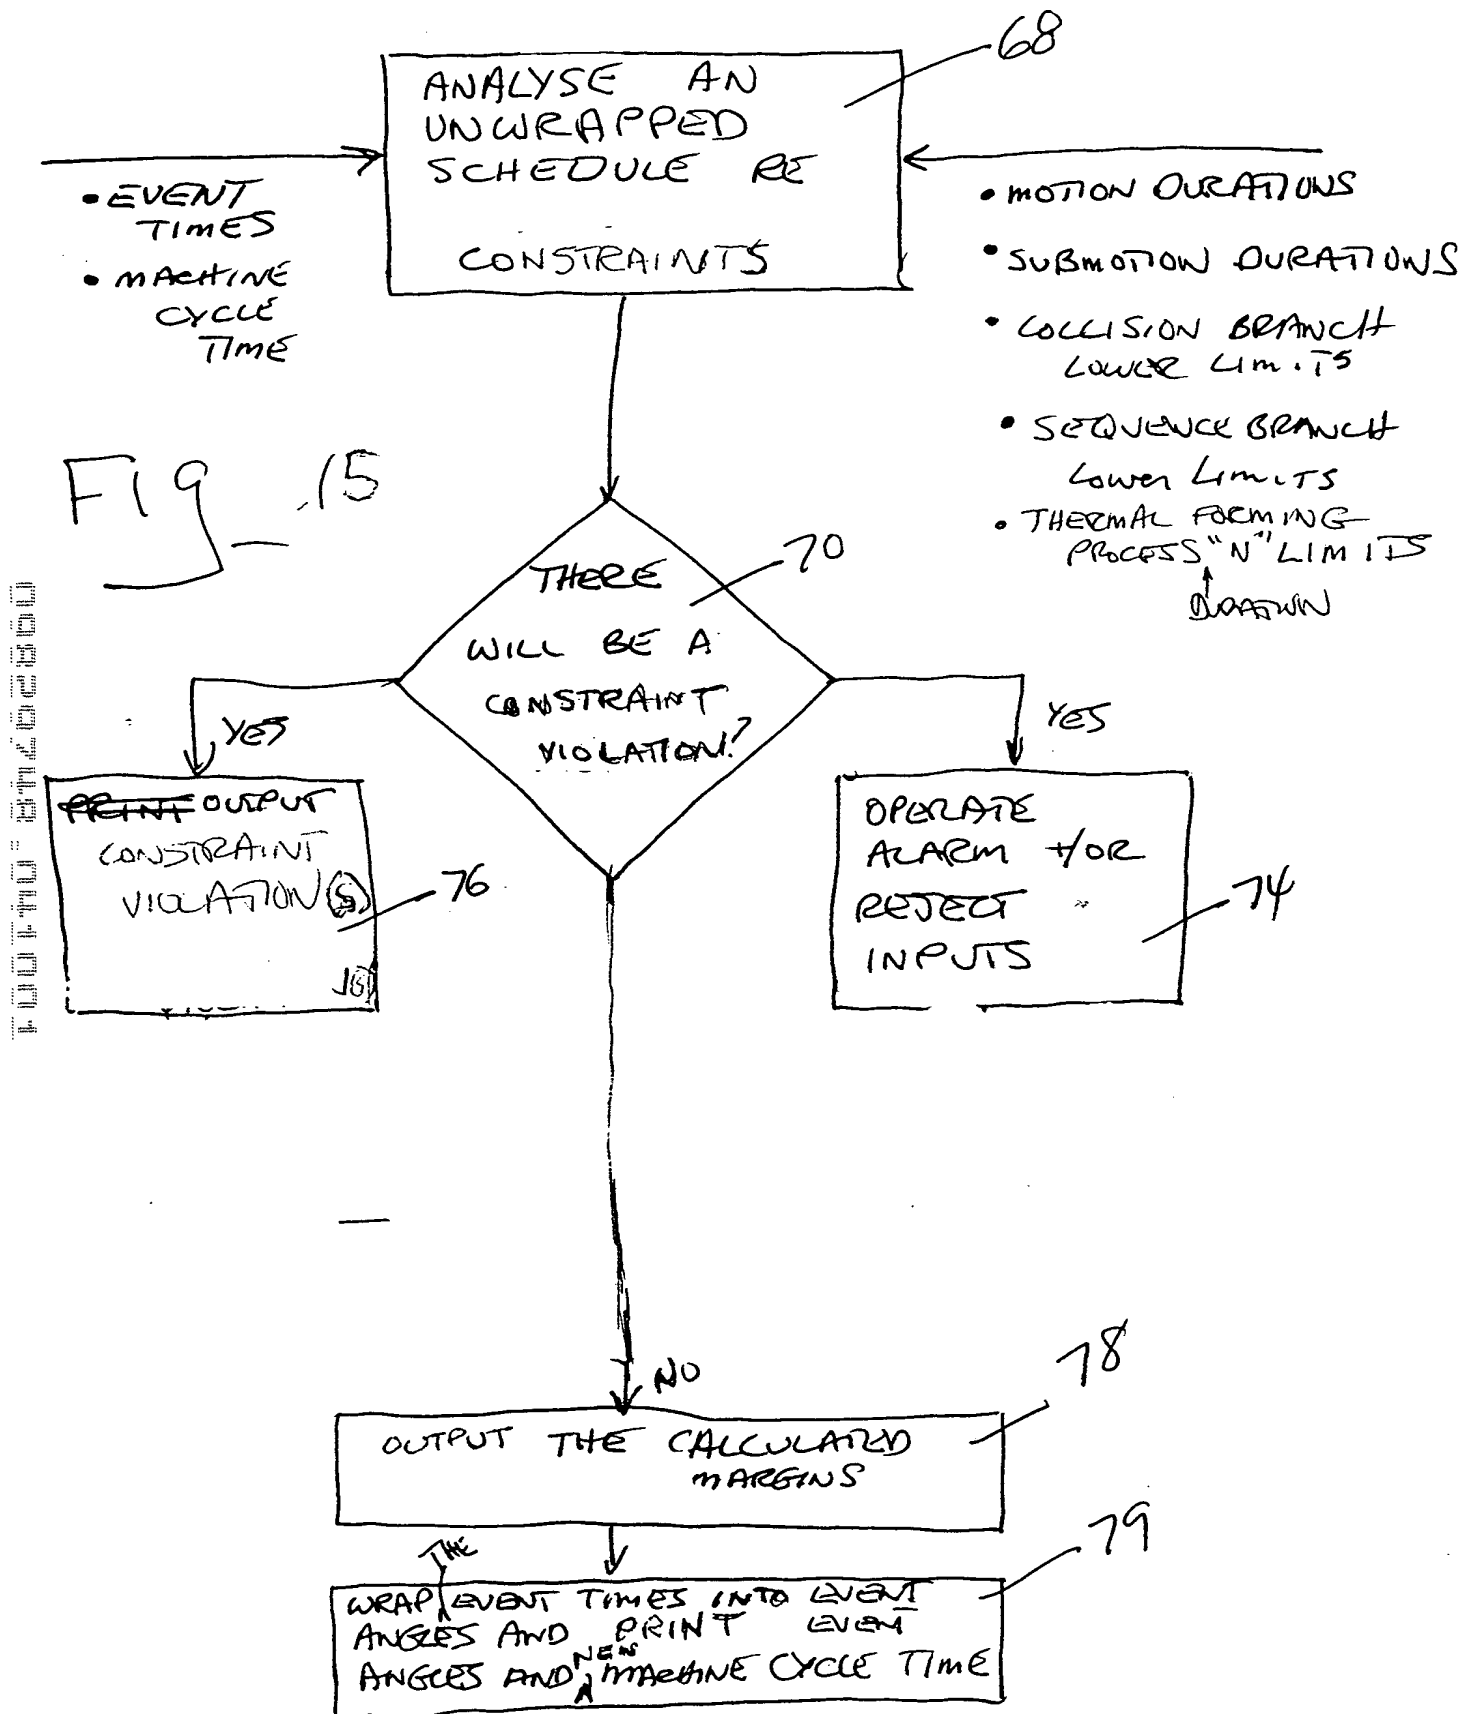 68
ANALYSE AN
UNWRAPPED
SCHEDULE RE
CONSTRAINTS
• EVENT
TIMES
• MACHINE
CYCLE
TIME
• MOTION DURATIONS
• SUBMOTION DURATIONS
• COLLISION BRANCH
LOWER LIMITS
• SEQUENCE BRANCH
Lower LIMITS
• THERMAL FORMING
PROCESS "N" LIMITS
DURATION
Fig_ 15
70
THERE
WILL BE A
CONSTRAINT
VIOLATION?
YES
YES
PRINT OUTPUT
CONSTRAINT
VIOLATION(S)
76
OPERATE
ALARM +/OR
REJECT
INPUTS
74
NO
78
OUTPUT THE CALCULATED
MARGINS
79
THE
WRAP EVENT TIMES INTO EVENT
ANGLES AND PRINT EVENT
NEW
ANGLES AND MACHINE CYCLE TIME